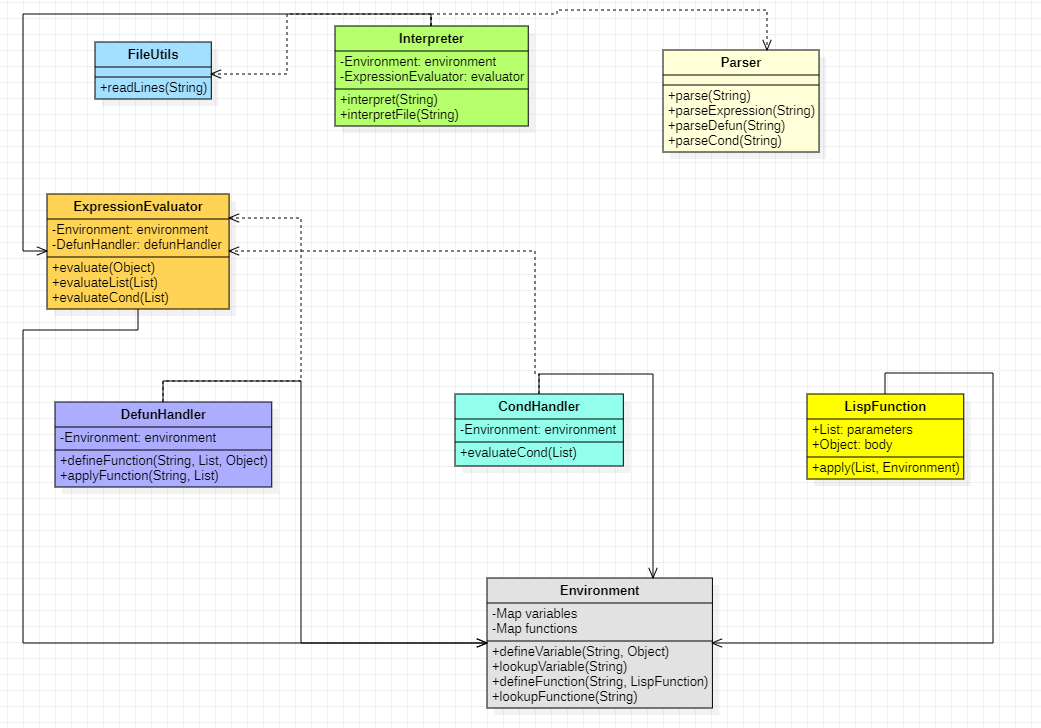 FileUtils
+readLines(String)
Interpreter
-Environment: environment
-ExpressionEvaluator: evaluator
+interpret(String)
+interpretFile(String)
Parser
+parse(String)
+parseExpression(String)
+parseDefun(String)
+parseCond(String)
ExpressionEvaluator
-Environment: environment
-DefunHandler: defunHandler
+evaluate(Object)
+evaluateList(List)
+evaluateCond(List)
DefunHandler
-Environment: environment
+defineFunction(String, List, Object)
+applyFunction(String, List)
CondHandler
-Environment: environment
+evaluateCond(List)
LispFunction
+List: parameters
+Object: body
+apply(List, Environment)
Environment
-Map variables
-Map functions
+defineVariable(String, Object)
+lookupVariable(String)
+defineFunction(String, LispFunction)
+lookupFunctione(String)